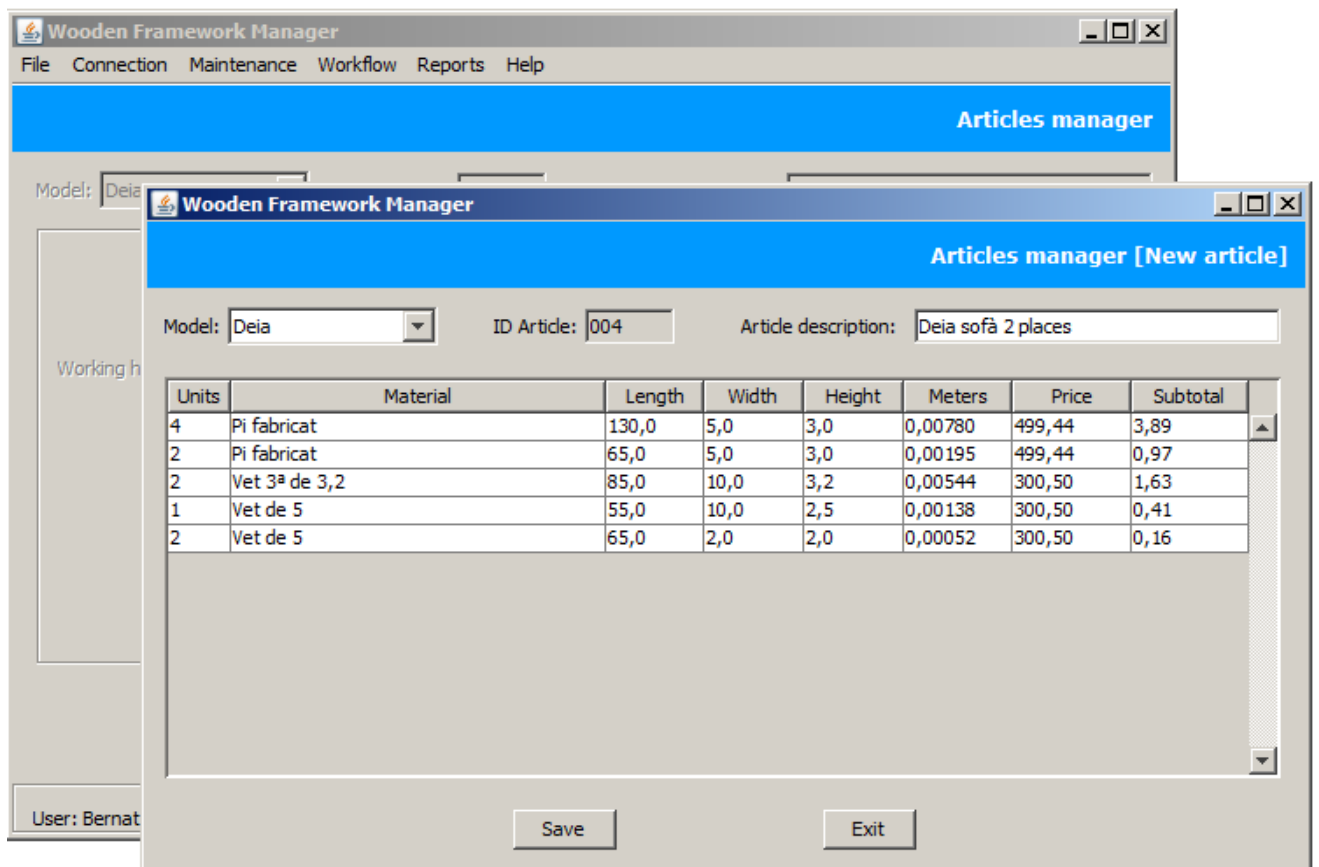 Wooden Framework Manager
File Connection Maintenance Workflow Reports Help
Articles manager
Model: Deia
Wooden Framework Manager
Articles manager [New article]
Model: Deia ID Article: 004 Article description: Deia sofà 2 places
Working h
Units Material Length Width Height Meters Price Subtotal
4 Pi fabricat 130,0 5,0 3,0 0,00780 499,44 3,89
2 Pi fabricat 65,0 5,0 3,0 0,00195 499,44 0,97
2 Vet 3ª de 3,2 85,0 10,0 3,2 0,00544 300,50 1,63
1 Vet de 5 55,0 10,0 2,5 0,00138 300,50 0,41
2 Vet de 5 65,0 2,0 2,0 0,00052 300,50 0,16
User: Bernat
Save Exit